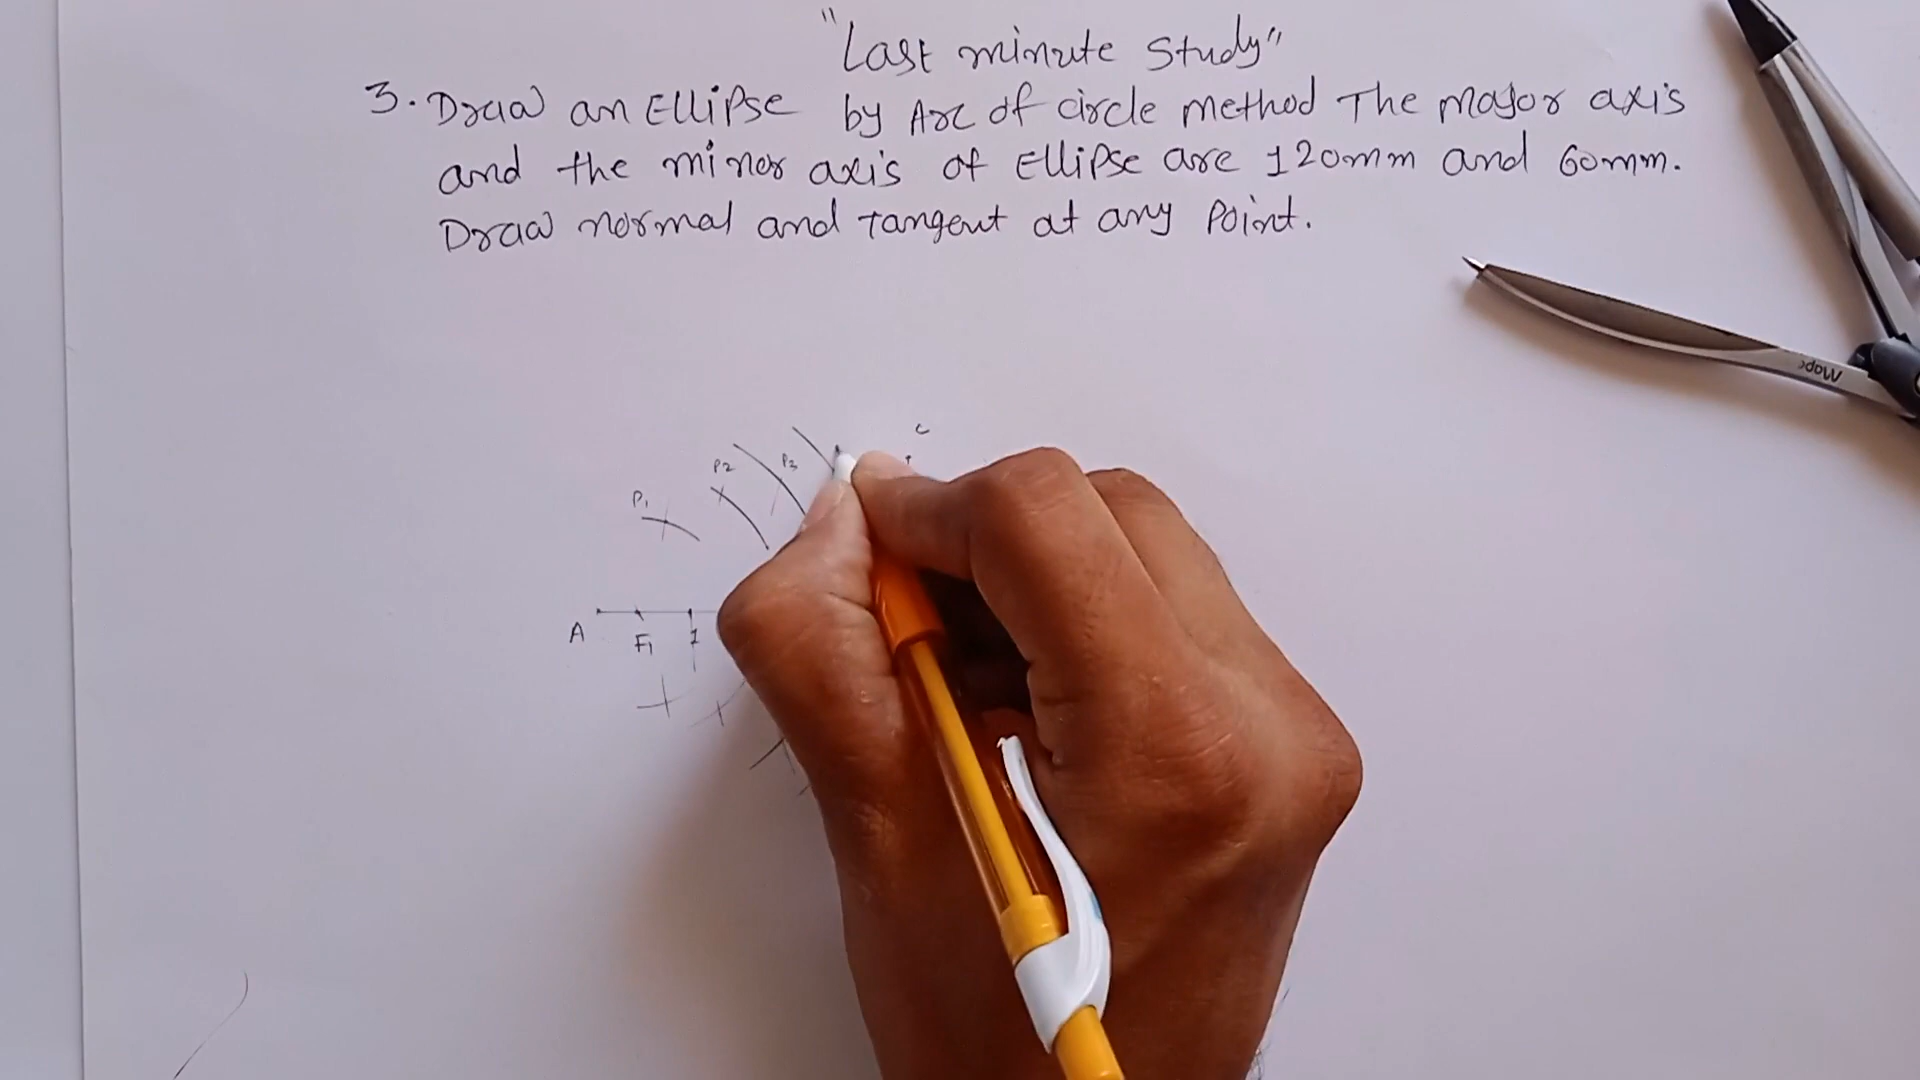 "Last minute Study"
3. Draw an Ellipse by Arc of circle method The major axis
and the minor axis of Ellipse are 120mm and 60mm.
Draw normal and Tangent at any Point.
C
P2 P3
P1
A F1 1
Maped